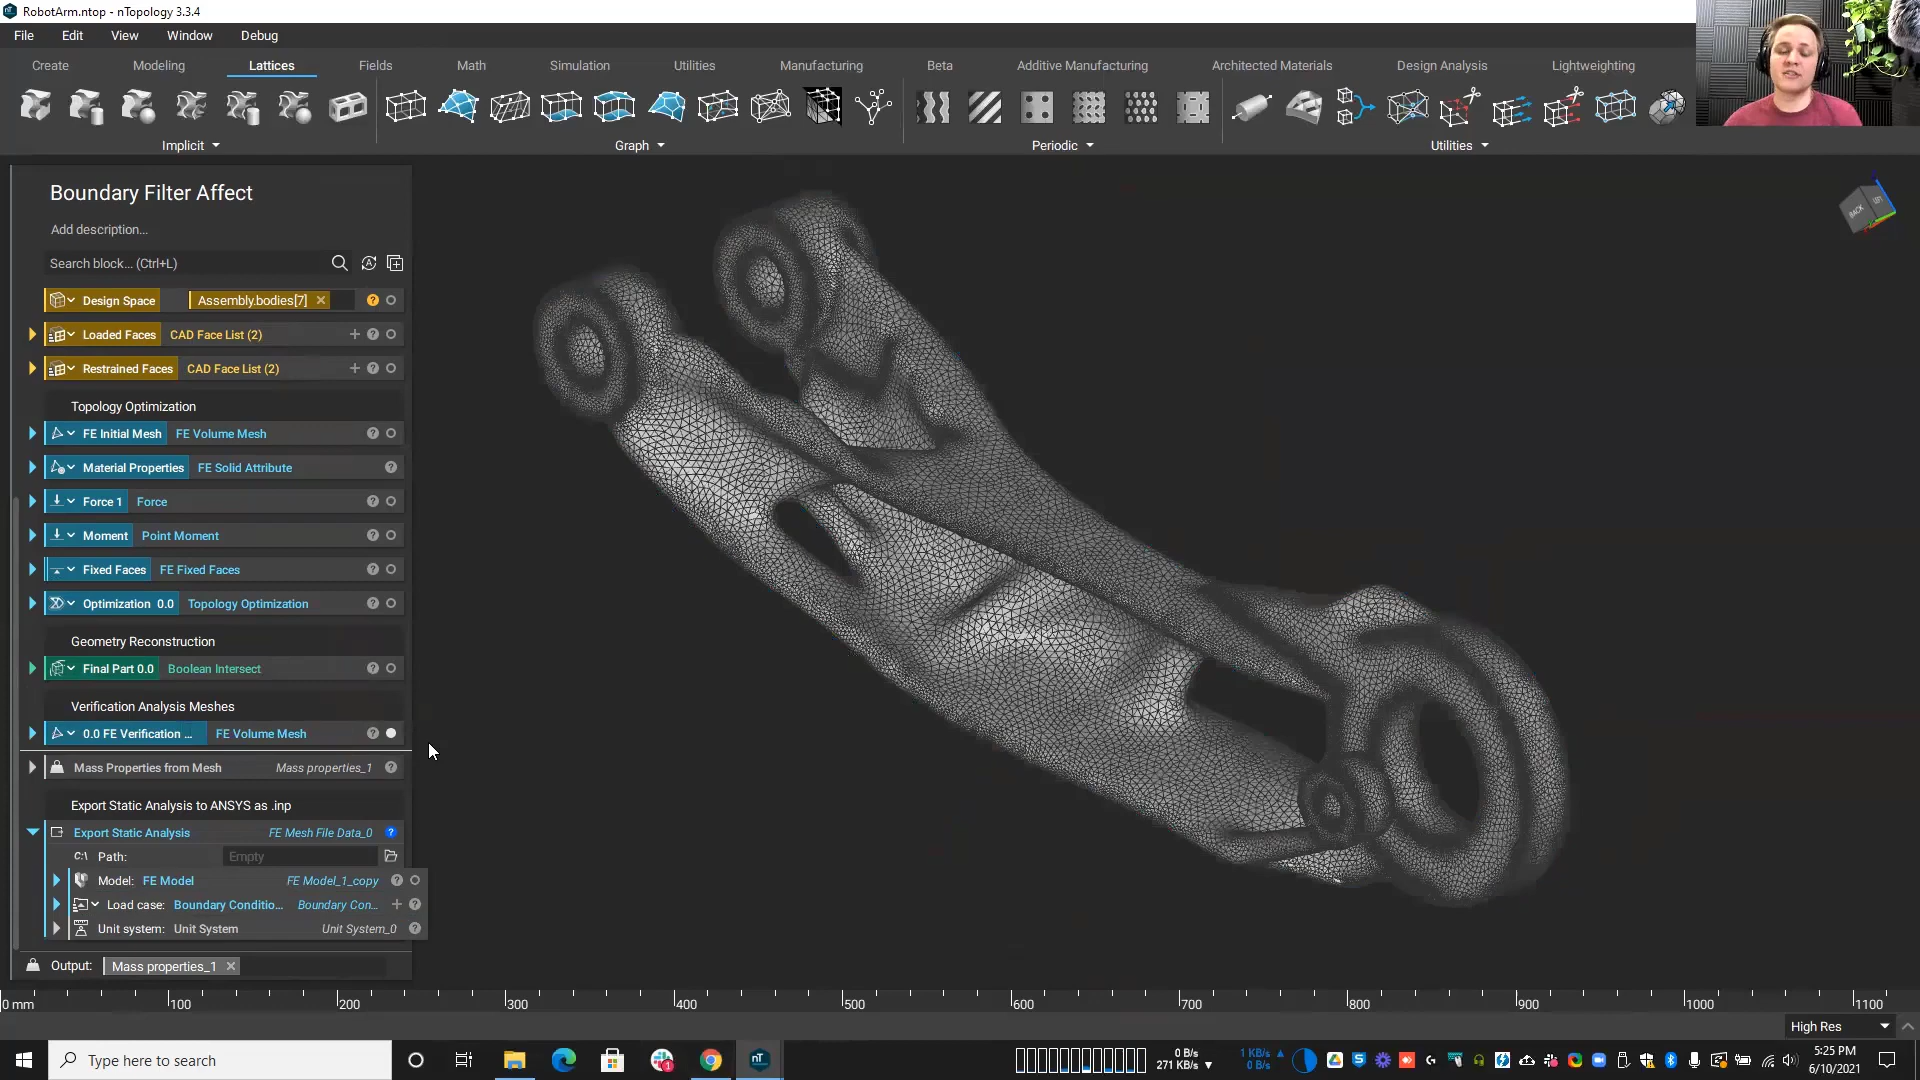 RobotArm.ntop - nTopology 3.3.4
File Edit View Window Debug
Create Modeling Lattices Fields Math Simulation Utilities Manufacturing Beta Additive Manufacturing Architected Materials Design Analysis Lightweighting
Implicit Graph Periodic Utilities
Boundary Filter Affect
Add description...
Search block... (Ctrl+L)
Design Space Assembly.bodies[7]
Loaded Faces CAD Face List (2)
Restrained Faces CAD Face List (2)
Topology Optimization
FE Initial Mesh FE Volume Mesh
Material Properties FE Solid Attribute
Force 1 Force
Moment Point Moment
Fixed Faces FE Fixed Faces
Optimization 0.0 Topology Optimization
Geometry Reconstruction
Final Part 0.0 Boolean Intersect
Verification Analysis Meshes
0.0 FE Verification ... FE Volume Mesh
Mass Properties from Mesh Mass properties_1
Export Static Analysis to ANSYS as .inp
Export Static Analysis FE Mesh File Data_0
C:\ Path: Empty
Model: FE Model FE Model_1_copy
Load case: Boundary Conditio... Boundary Con...
Unit system: Unit System Unit System_0
Output: Mass properties_1
BACK LEFT
0 mm 100 200 300 400 500 600 700 800 900 1000 1100
High Res
Type here to search
nT
0 B/s
271 KB/s
1 KB/s
0 B/s
5:25 PM
6/10/2021